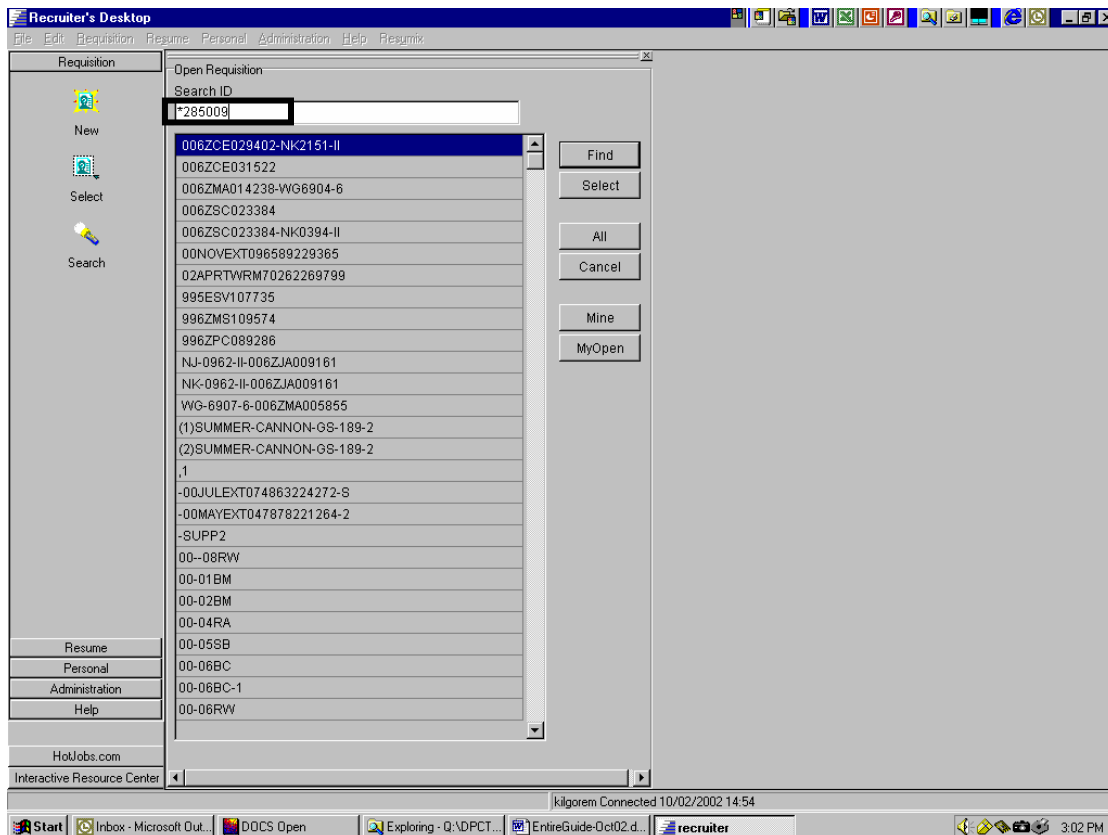 Recruiter's Desktop
File Edit Requisition Resume Personal Administration Help Resumix
Requisition
New
Select
Search
Resume
Personal
Administration
Help
HotJobs.com
Interactive Resource Center
Open Requisition
Search ID
*285009
006ZCE029402-NK2151-II
006ZCE031522
006ZMA014238-WG6904-6
006ZSC023384
006ZSC023384-NK0394-II
00NOVEXT096589229365
02APRTWRM70262269799
995ESV107735
996ZMS109574
996ZPC089286
NJ-0962-II-006ZJA009161
NK-0962-II-006ZJA009161
WG-6907-6-006ZMA005855
(1)SUMMER-CANNON-GS-189-2
(2)SUMMER-CANNON-GS-189-2
,1
-00JULEXT074863224272-S
-00MAYEXT047878221264-2
-SUPP2
00--08RW
00-01BM
00-02BM
00-04RA
00-05SB
00-06BC
00-06BC-1
00-06RW
Find
Select
All
Cancel
Mine
MyOpen
kilgorem Connected 10/02/2002 14:54
Start Inbox - Microsoft Out... DOCS Open Exploring - Q:\DPCT... EntireGuide-Oct02.d... recruiter 3:02 PM